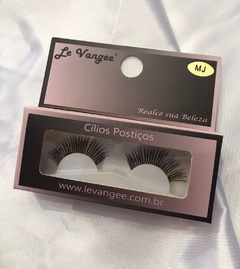 Le Vangee®
MJ
Realce sua Beleza
Cílios Postiços
www.levangee.com.br